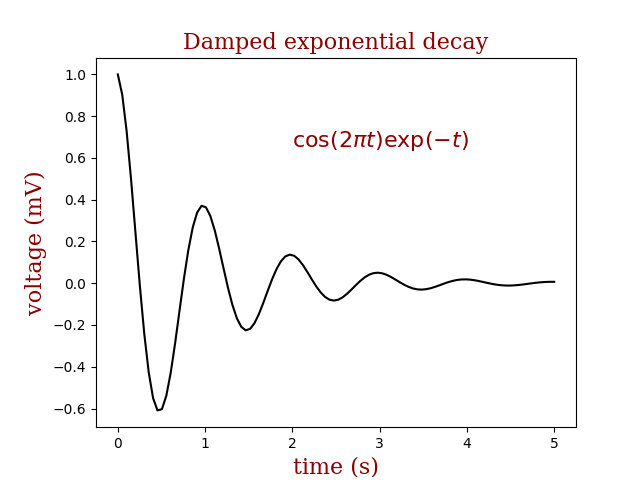 Damped exponential decay
1.0
0.8
cos(2πt)exp(−t)
0.6
0.4
voltage (mV)
0.2
0.0
−0.2
−0.4
−0.6
0 1 2 3 4 5
time (s)